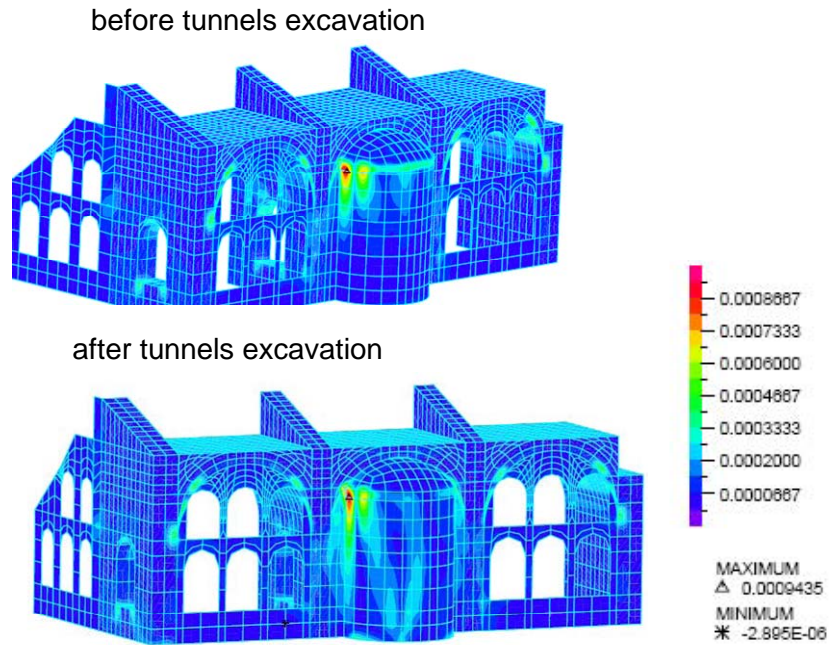 before tunnels excavation
after tunnels excavation
0.0008667
0.0007333
0.0006000
0.0004667
0.0003333
0.0002000
0.0000667
MAXIMUM
△ 0.0009435
MINIMUM
* -2.895E-06